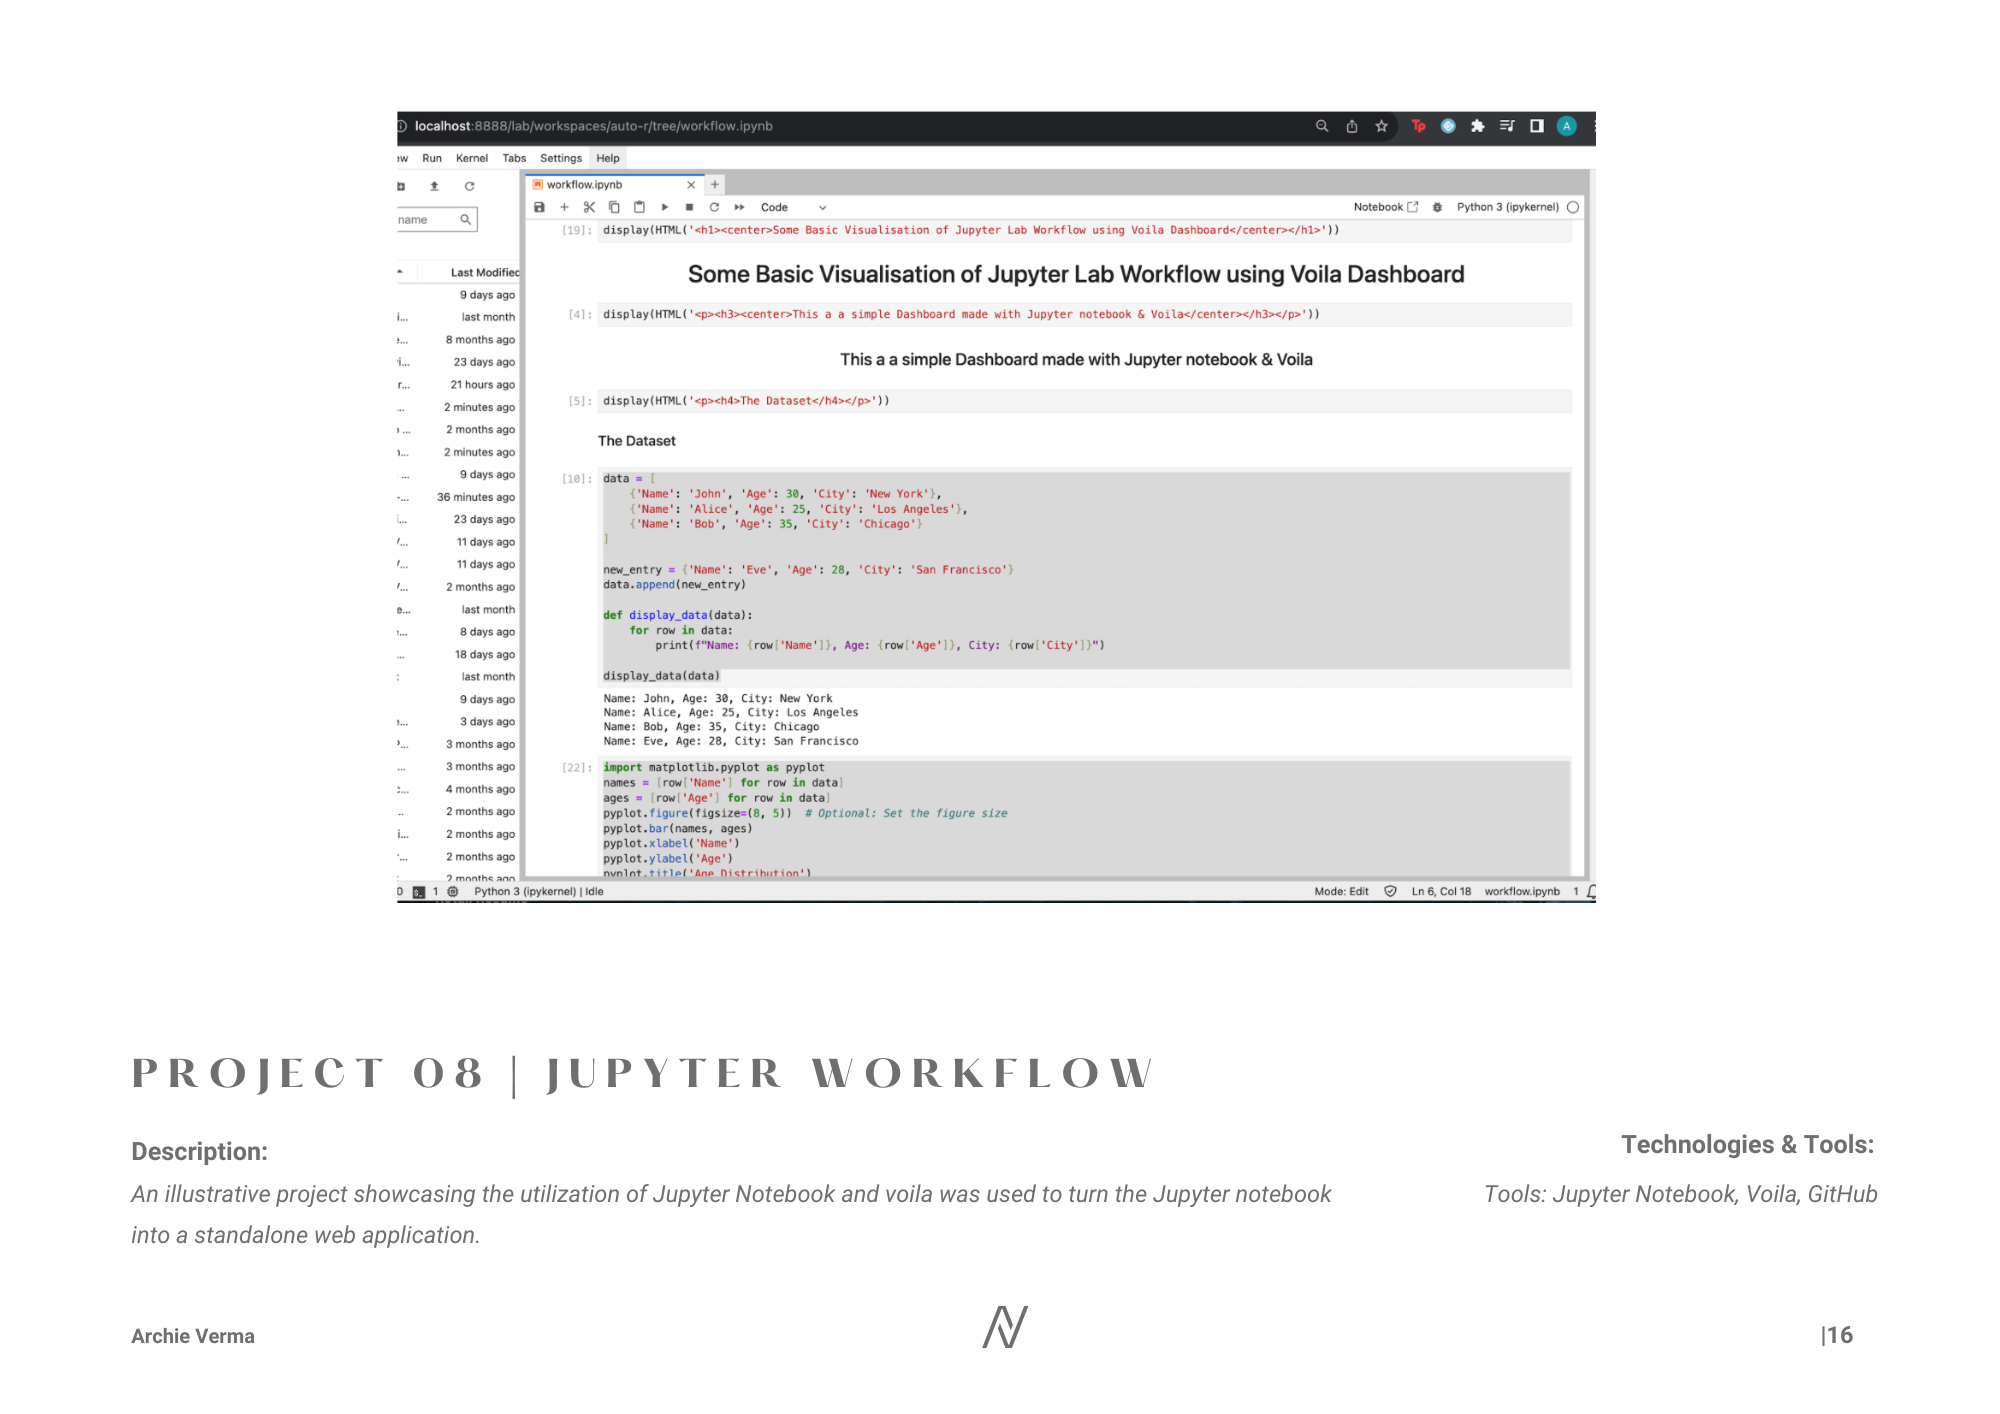 localhost:8888/lab/workspaces/auto-r/tree/workflow.ipynb
Run Kernel Tabs Settings Help
name
Last Modified
9 days ago
last month
8 months ago
23 days ago
21 hours ago
2 minutes ago
2 months ago
2 minutes ago
9 days ago
36 minutes ago
23 days ago
11 days ago
11 days ago
2 months ago
last month
8 days ago
18 days ago
last month
9 days ago
3 days ago
3 months ago
3 months ago
4 months ago
2 months ago
2 months ago
2 months ago
2 months ago
workflow.ipynb
Code
Notebook
Python 3 (ipykernel)
[19]: display(HTML('<h1><center>Some Basic Visualisation of Jupyter Lab Workflow using Voila Dashboard</center></h1>'))
Some Basic Visualisation of Jupyter Lab Workflow using Voila Dashboard
[4]: display(HTML('<p><h3><center>This a a simple Dashboard made with Jupyter notebook & Voila</center></h3></p>'))
This a a simple Dashboard made with Jupyter notebook & Voila
[5]: display(HTML('<p><h4>The Dataset</h4></p>'))
The Dataset
[10]: data = [
{'Name': 'John', 'Age': 30, 'City': 'New York'},
{'Name': 'Alice', 'Age': 25, 'City': 'Los Angeles'},
{'Name': 'Bob', 'Age': 35, 'City': 'Chicago'}
]
new_entry = {'Name': 'Eve', 'Age': 28, 'City': 'San Francisco'}
data.append(new_entry)
def display_data(data):
for row in data:
print(f"Name: {row['Name']}, Age: {row['Age']}, City: {row['City']}")
display_data(data)
Name: John, Age: 30, City: New York
Name: Alice, Age: 25, City: Los Angeles
Name: Bob, Age: 35, City: Chicago
Name: Eve, Age: 28, City: San Francisco
[22]: import matplotlib.pyplot as pyplot
names = [row['Name'] for row in data]
ages = [row['Age'] for row in data]
pyplot.figure(figsize=(8, 5)) # Optional: Set the figure size
pyplot.bar(names, ages)
pyplot.xlabel('Name')
pyplot.ylabel('Age')
pyplot.title('Age Distribution')
0 1 Python 3 (ipykernel) | Idle
Mode: Edit Ln 6, Col 18 workflow.ipynb 1
PROJECT 08 | JUPYTER WORKFLOW
Description:
An illustrative project showcasing the utilization of Jupyter Notebook and voila was used to turn the Jupyter notebook
into a standalone web application.
Technologies & Tools:
Tools: Jupyter Notebook, Voila, GitHub
Archie Verma
|16